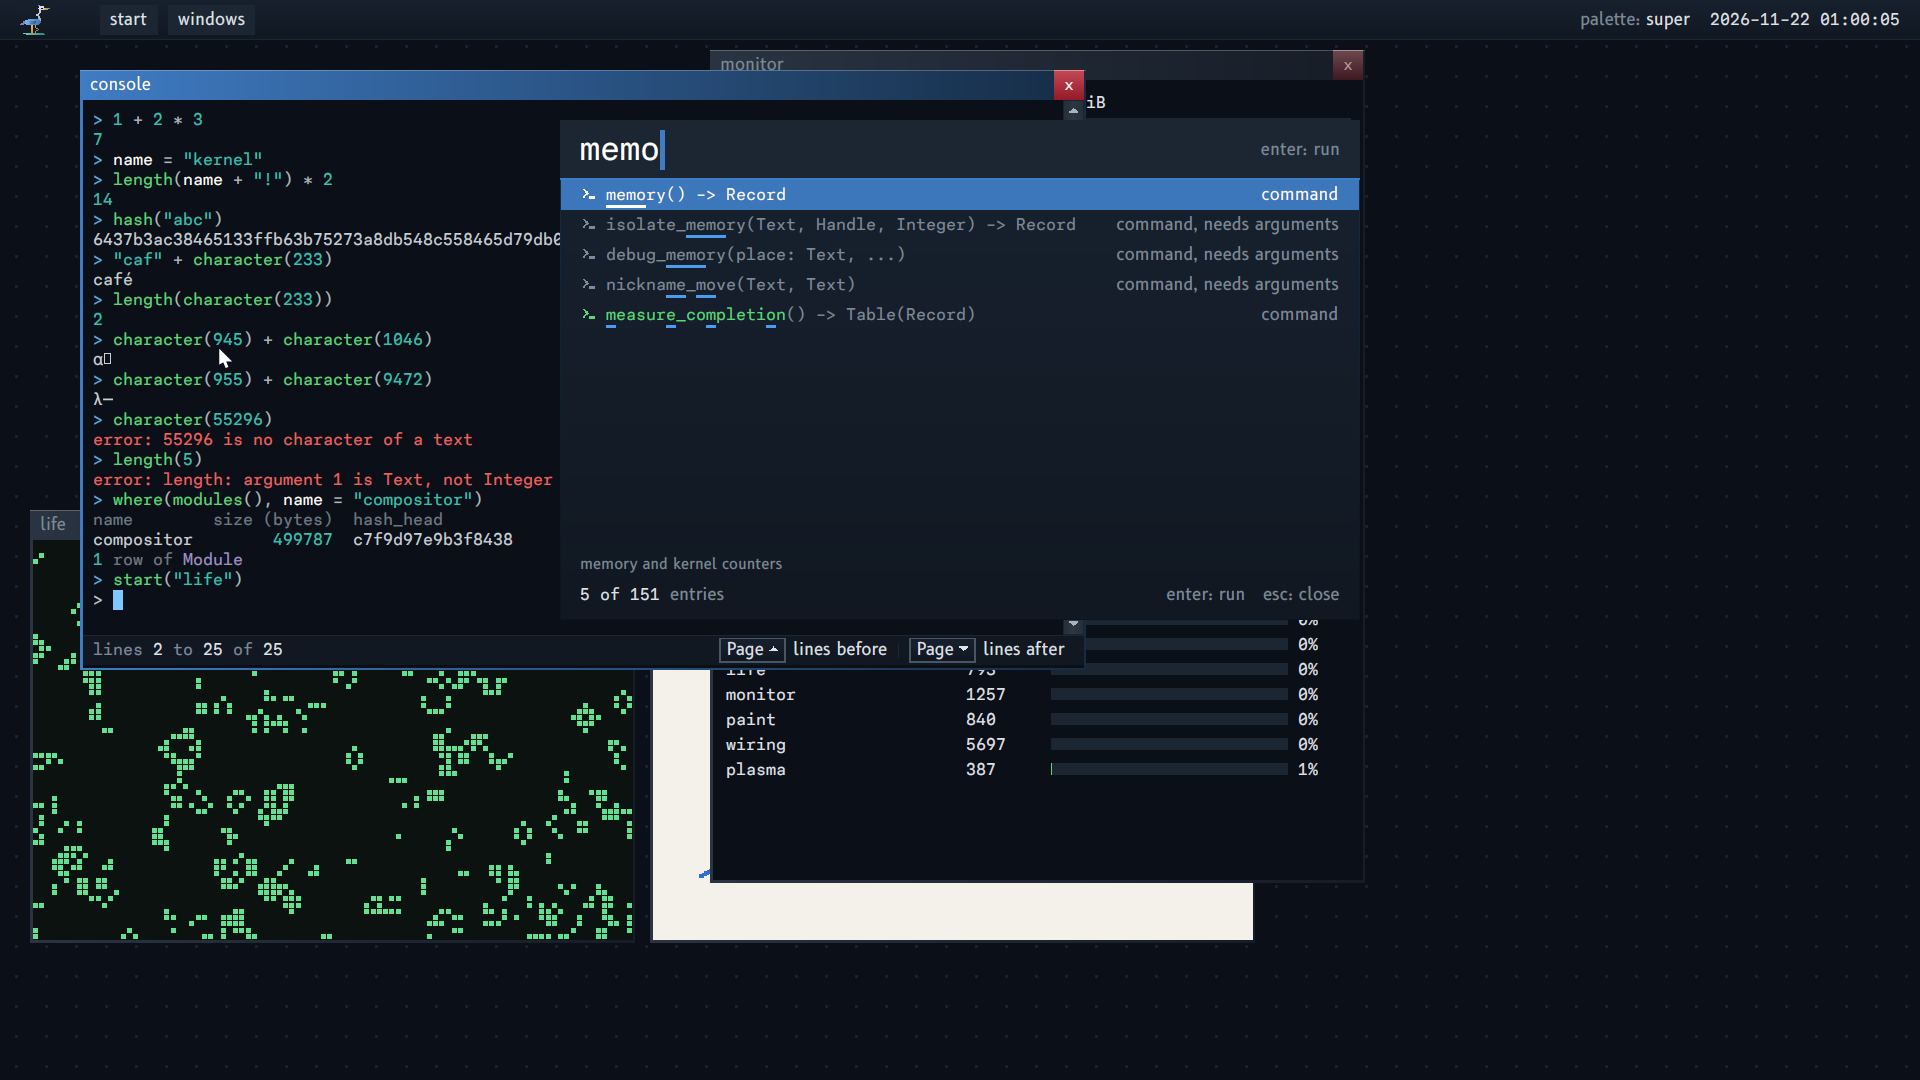 start windows palette: super 2026-11-22 01:00:05
monitor x
console x
iB
> 1 + 2 * 3
7
> name = "kernel"
> length(name + "!") * 2
14
> hash("abc")
6437b3ac38465133ffb63b75273a8db548c558465d79db0
> "caf" + character(233)
café
> length(character(233))
2
> character(945) + character(1046)
α▯
> character(955) + character(9472)
λ─
> character(55296)
error: 55296 is no character of a text
> length(5)
error: length: argument 1 is Text, not Integer
> where(modules(), name = "compositor")
name size (bytes) hash_head
compositor 499787 c7f9d97e9b3f8438
1 row of Module
> start("life")
>
lines 2 to 25 of 25 Page lines before Page lines after
memo enter: run
memory() -> Record command
isolate_memory(Text, Handle, Integer) -> Record command, needs arguments
debug_memory(place: Text, ...) command, needs arguments
nickname_move(Text, Text) command, needs arguments
measure_completion() -> Table(Record) command
memory and kernel counters
5 of 151 entries enter: run esc: close
life
0%
0%
life 793 0%
monitor 1257 0%
paint 840 0%
wiring 5697 0%
plasma 387 1%